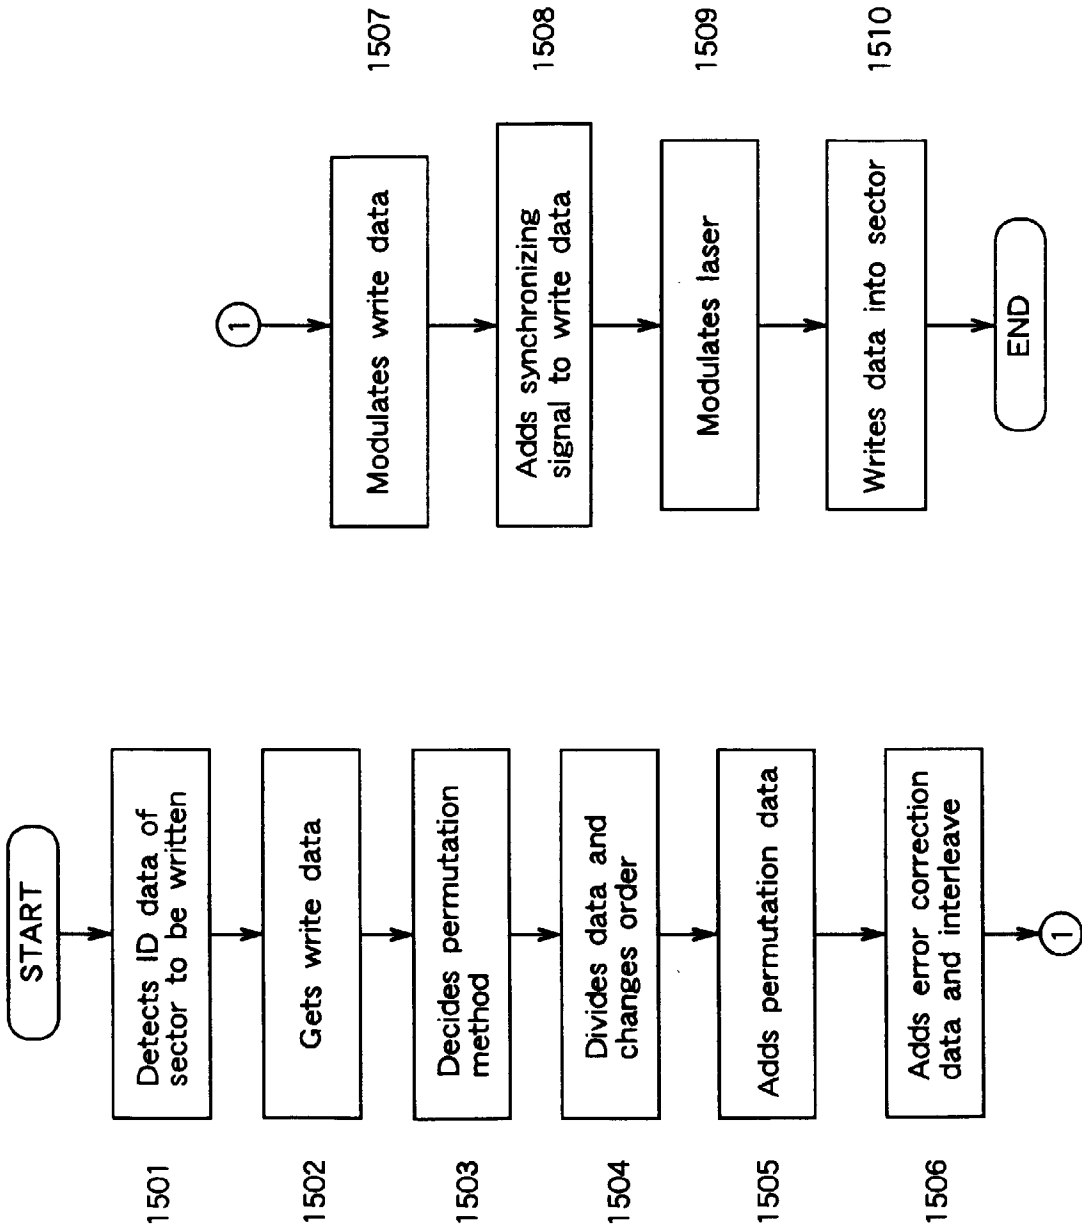 START
1501
Detects ID data of
sector to be written
1502
Gets write data
1503
Decides permutation
method
1504
Divides data and
changes order
1505
Adds permutation data
1506
Adds error correction
data and interleave
1
1
Modulates write data
1507
Adds synchronizing
signal to write data
1508
Modulates laser
1509
Writes data into sector
1510
END